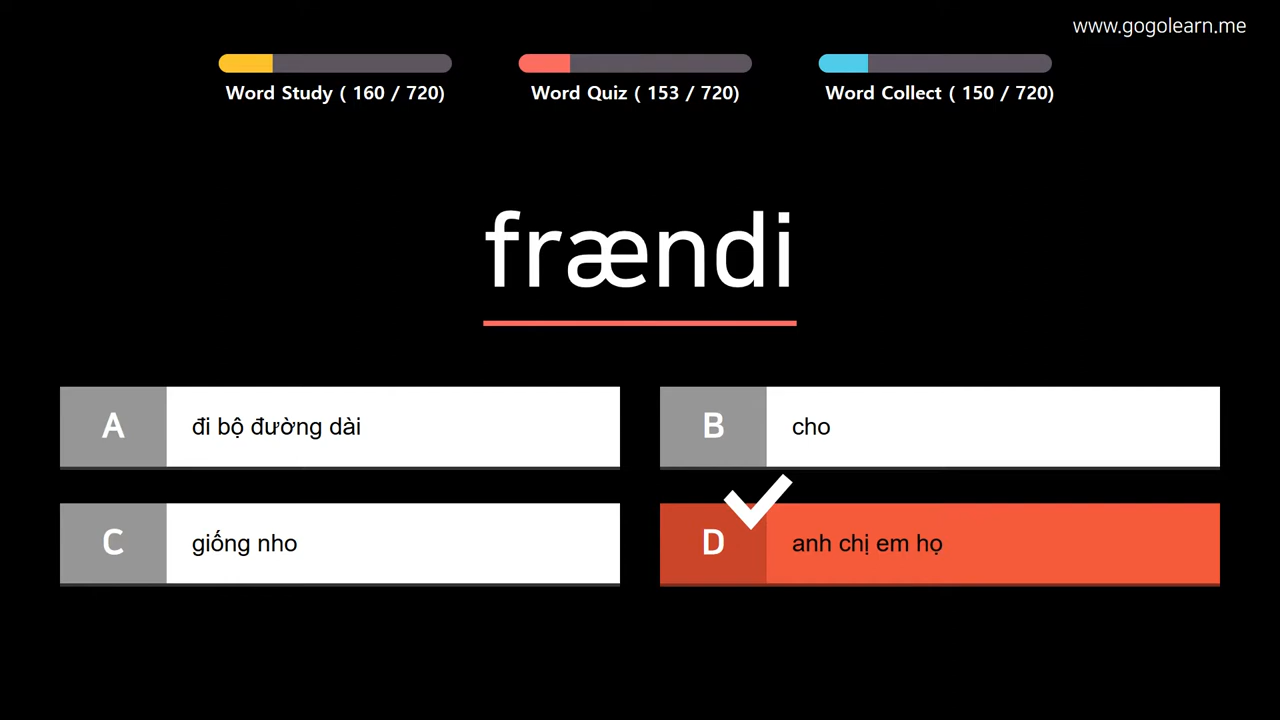 www.gogolearn.me
Word Study ( 160 / 720)
Word Quiz ( 153 / 720)
Word Collect ( 150 / 720)
frændi
A đi bộ đường dài
B cho
C giống nho
D anh chị em họ